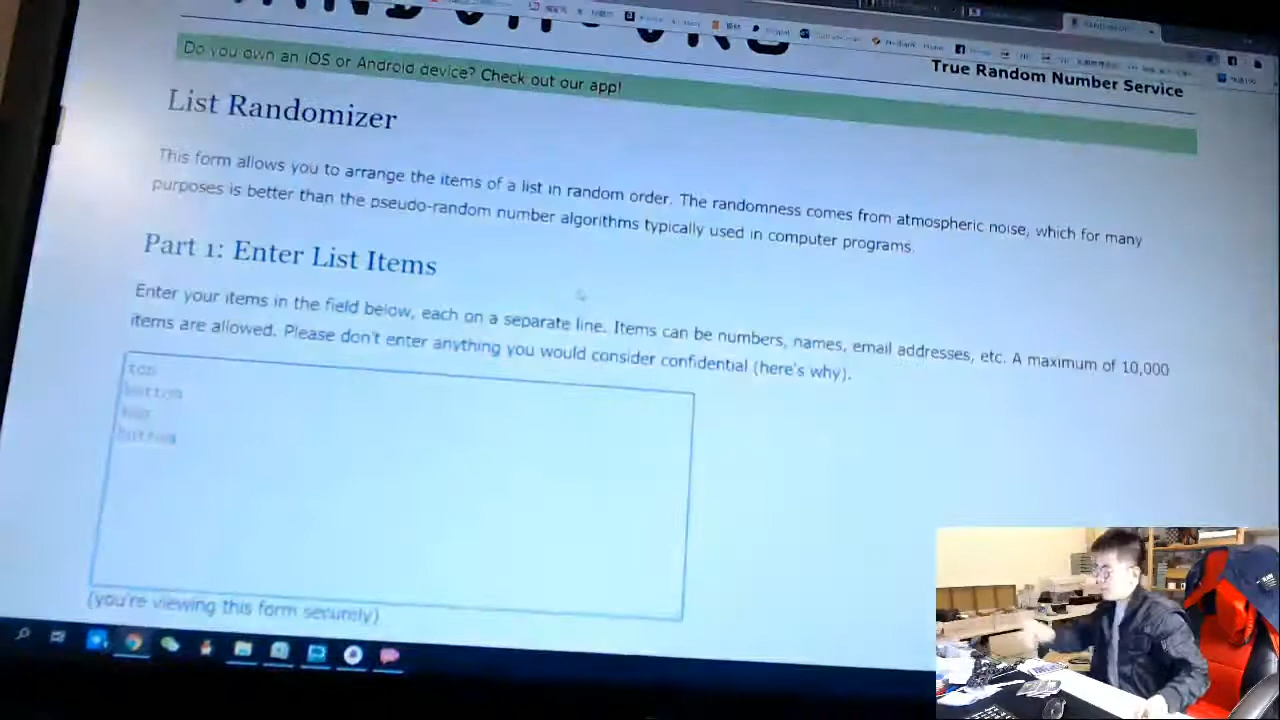 True Random Number Service
Do you own an iOS or Android device? Check out our app!
List Randomizer
This form allows you to arrange the items of a list in random order. The randomness comes from atmospheric noise, which for many
purposes is better than the pseudo-random number algorithms typically used in computer programs.
Part 1: Enter List Items
Enter your items in the field below, each on a separate line. Items can be numbers, names, email addresses, etc. A maximum of 10,000
items are allowed. Please don't enter anything you would consider confidential (here's why).
top
bottom
top
bottom
(you're viewing this form securely)